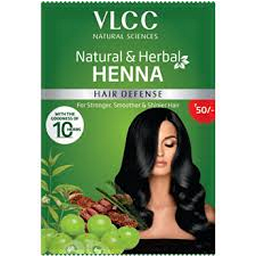 VLCC
NATURAL SCIENCES
Natural & Herbal
HENNA
HAIR DEFENSE
For Stronger, Smoother & Shinier Hair
₹50/-
WITH THE
GOODNESS OF
10 HERBS